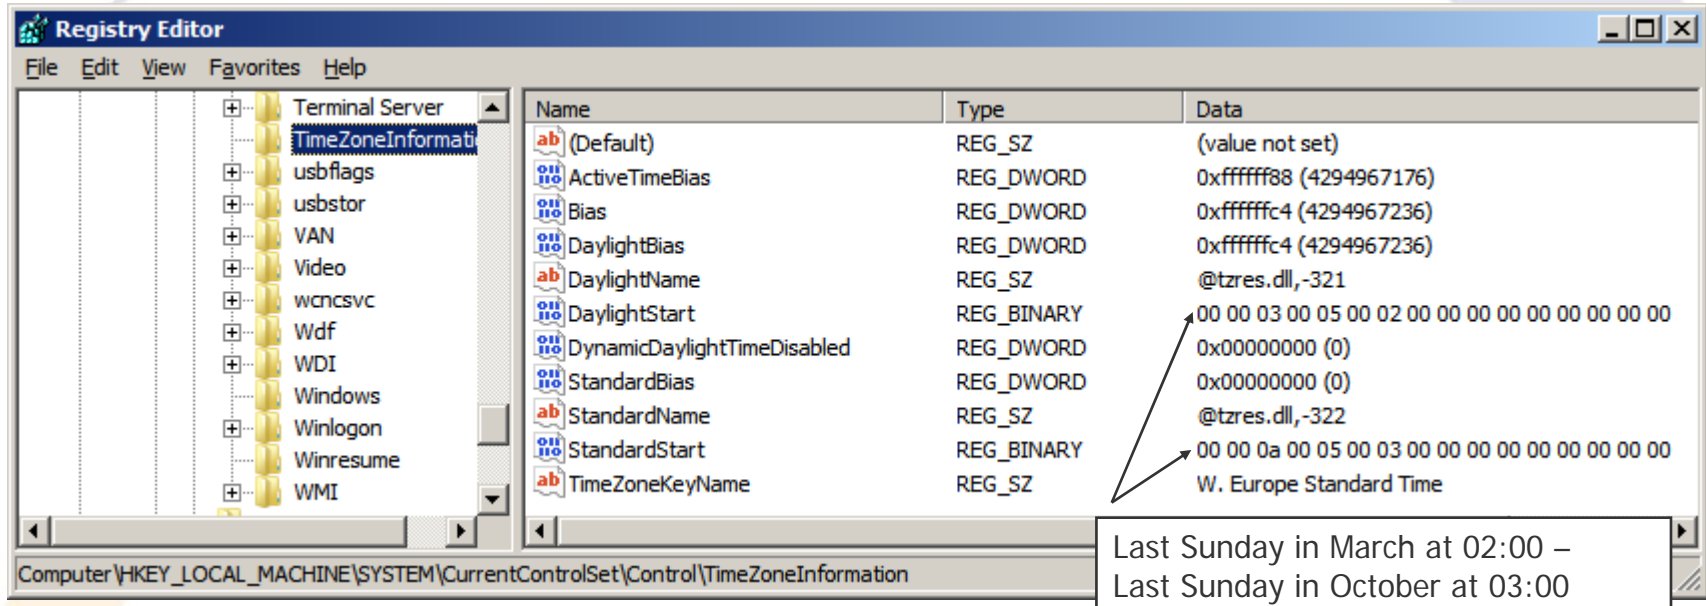 Registry Editor
File Edit View Favorites Help
Terminal Server
TimeZoneInformati
usbflags
usbstor
VAN
Video
wcncsvc
Wdf
WDI
Windows
Winlogon
Winresume
WMI
Name Type Data
(Default) REG_SZ (value not set)
ActiveTimeBias REG_DWORD 0xffffff88 (4294967176)
Bias REG_DWORD 0xffffffc4 (4294967236)
DaylightBias REG_DWORD 0xffffffc4 (4294967236)
DaylightName REG_SZ @tzres.dll,-321
DaylightStart REG_BINARY 00 00 03 00 05 00 02 00 00 00 00 00 00 00 00 00
DynamicDaylightTimeDisabled REG_DWORD 0x00000000 (0)
StandardBias REG_DWORD 0x00000000 (0)
StandardName REG_SZ @tzres.dll,-322
StandardStart REG_BINARY 00 00 0a 00 05 00 03 00 00 00 00 00 00 00 00 00
TimeZoneKeyName REG_SZ W. Europe Standard Time
Last Sunday in March at 02:00 –
Last Sunday in October at 03:00
Computer\HKEY_LOCAL_MACHINE\SYSTEM\CurrentControlSet\Control\TimeZoneInformation